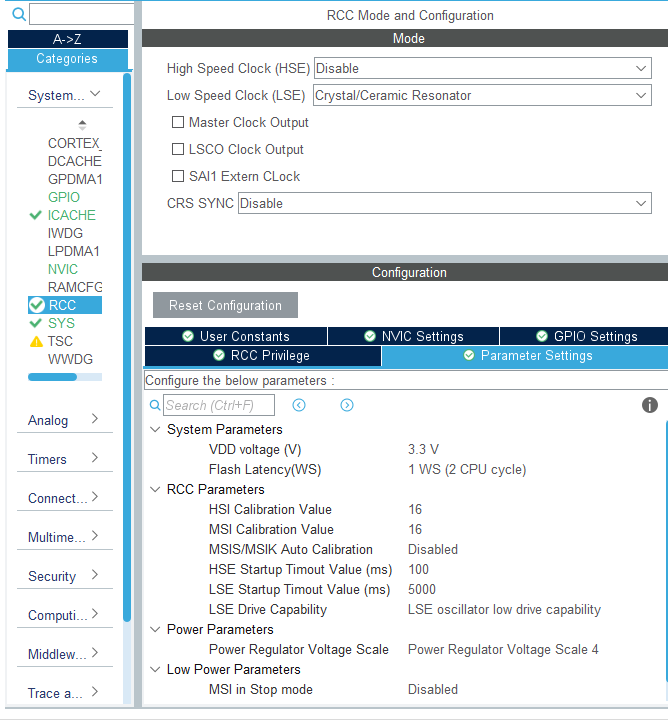 RCC Mode and Configuration
A->Z
Categories
System...
CORTEX_
DCACHE
GPDMA1
GPIO
ICACHE
IWDG
LPDMA1
NVIC
RAMCFG
RCC
SYS
TSC
WWDG
Analog
Timers
Connect...
Multime...
Security
Computi...
Middlew...
Trace a...
Mode
High Speed Clock (HSE) Disable
Low Speed Clock (LSE) Crystal/Ceramic Resonator
Master Clock Output
LSCO Clock Output
SAI1 Extern CLock
CRS SYNC Disable
Configuration
Reset Configuration
User Constants NVIC Settings GPIO Settings
RCC Privilege Parameter Settings
Configure the below parameters :
Search (Ctrl+F)
System Parameters
VDD voltage (V) 3.3 V
Flash Latency(WS) 1 WS (2 CPU cycle)
RCC Parameters
HSI Calibration Value 16
MSI Calibration Value 16
MSIS/MSIK Auto Calibration Disabled
HSE Startup Timout Value (ms) 100
LSE Startup Timout Value (ms) 5000
LSE Drive Capability LSE oscillator low drive capability
Power Parameters
Power Regulator Voltage Scale Power Regulator Voltage Scale 4
Low Power Parameters
MSI in Stop mode Disabled